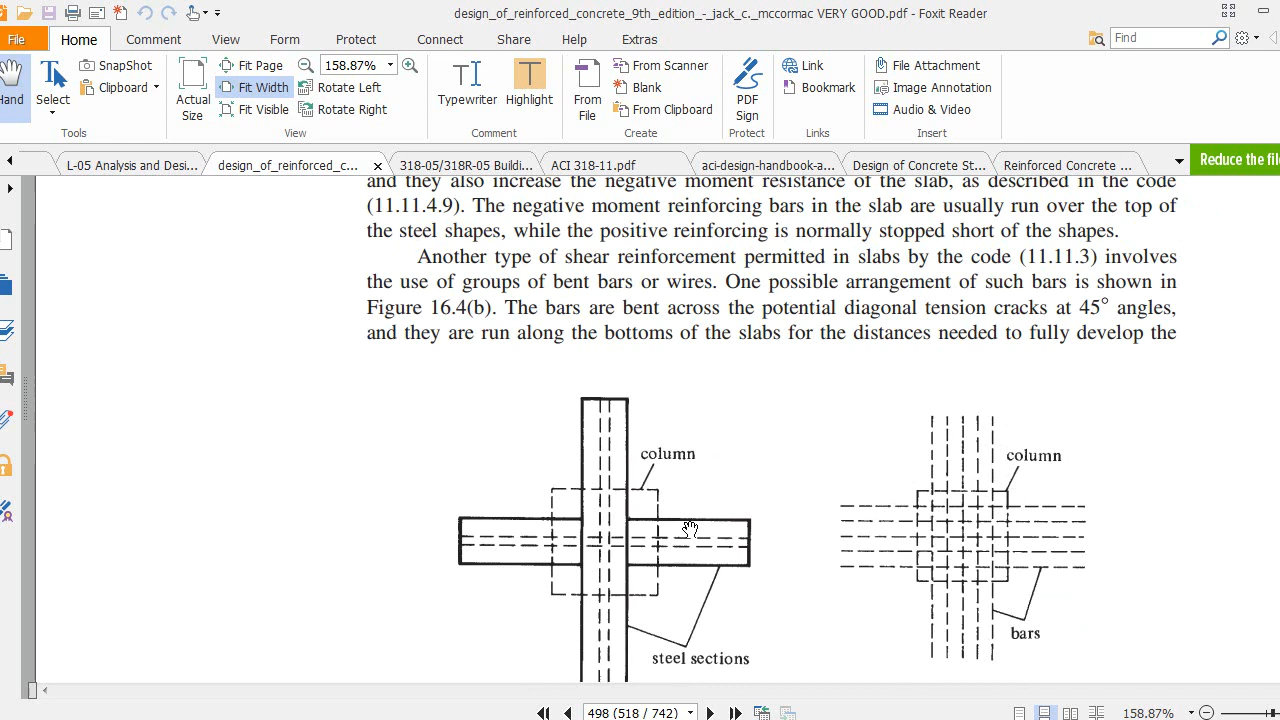 design_of_reinforced_concrete_9th_edition_-_jack_c._mccormac VERY GOOD.pdf - Foxit Reader
File Home Comment View Form Protect Connect Share Help Extras Find
Hand
Select
SnapShot
Clipboard
Tools
Actual Size
Fit Page
Fit Width
Fit Visible
158.87%
Rotate Left
Rotate Right
View
Typewriter
Highlight
Comment
From File
From Scanner
Blank
From Clipboard
Create
PDF Sign
Protect
Link
Bookmark
Links
File Attachment
Image Annotation
Audio & Video
Insert
L-05 Analysis and Desi... design_of_reinforced_c... 318-05/318R-05 Buildi... ACI 318-11.pdf aci-design-handbook-a... Design of Concrete St... Reinforced Concrete ... Reduce the
and they also increase the negative moment resistance of the slab, as described in the code
(11.11.4.9). The negative moment reinforcing bars in the slab are usually run over the top of
the steel shapes, while the positive reinforcing is normally stopped short of the shapes.
Another type of shear reinforcement permitted in slabs by the code (11.11.3) involves
the use of groups of bent bars or wires. One possible arrangement of such bars is shown in
Figure 16.4(b). The bars are bent across the potential diagonal tension cracks at 45° angles,
and they are run along the bottoms of the slabs for the distances needed to fully develop the
column
steel sections
column
bars
498 (518 / 742)
158.87%